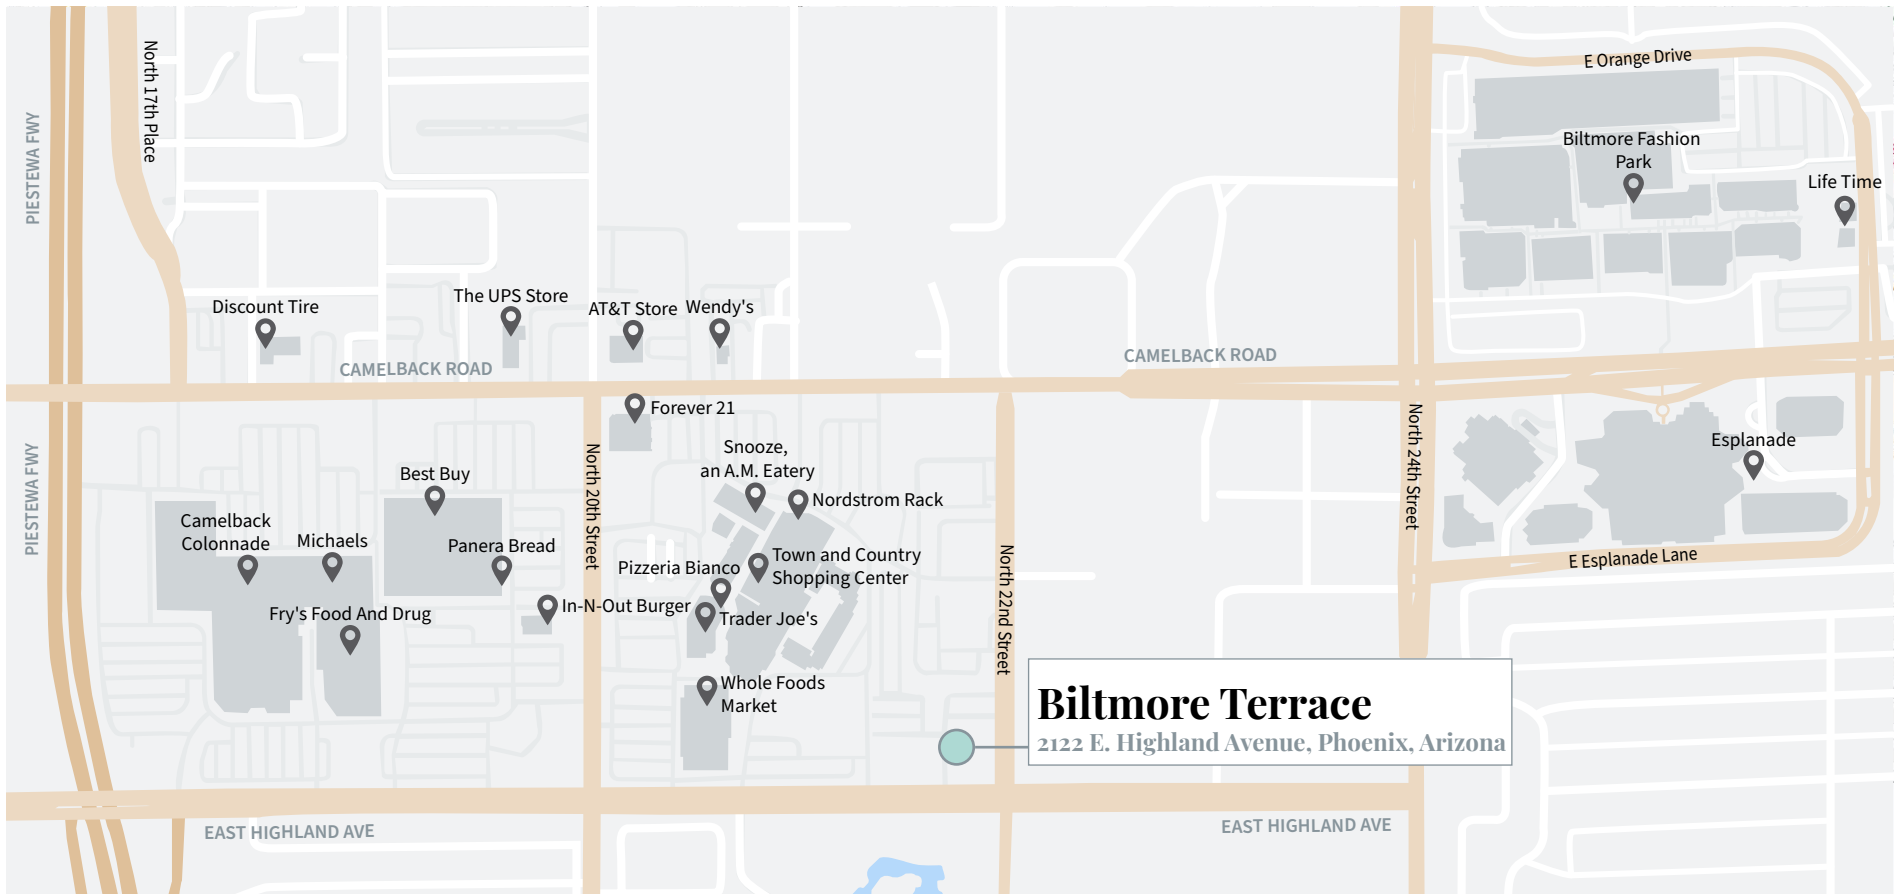 North 17th Place
PIESTEWA FWY
E Orange Drive
Biltmore Fashion
Park
Life Time
Discount Tire
The UPS Store
AT&T Store
Wendy's
CAMELBACK ROAD
CAMELBACK ROAD
Forever 21
Snooze,
an A.M. Eatery
Nordstrom Rack
North 20th Street
North 24th Street
Esplanade
PIESTEWA FWY
Best Buy
Camelback
Colonnade
Michaels
Panera Bread
Fry's Food And Drug
In-N-Out Burger
Pizzeria Bianco
Town and Country
Shopping Center
Trader Joe's
North 22nd Street
E Esplanade Lane
Whole Foods
Market
Biltmore Terrace
2122 E. Highland Avenue, Phoenix, Arizona
EAST HIGHLAND AVE
EAST HIGHLAND AVE